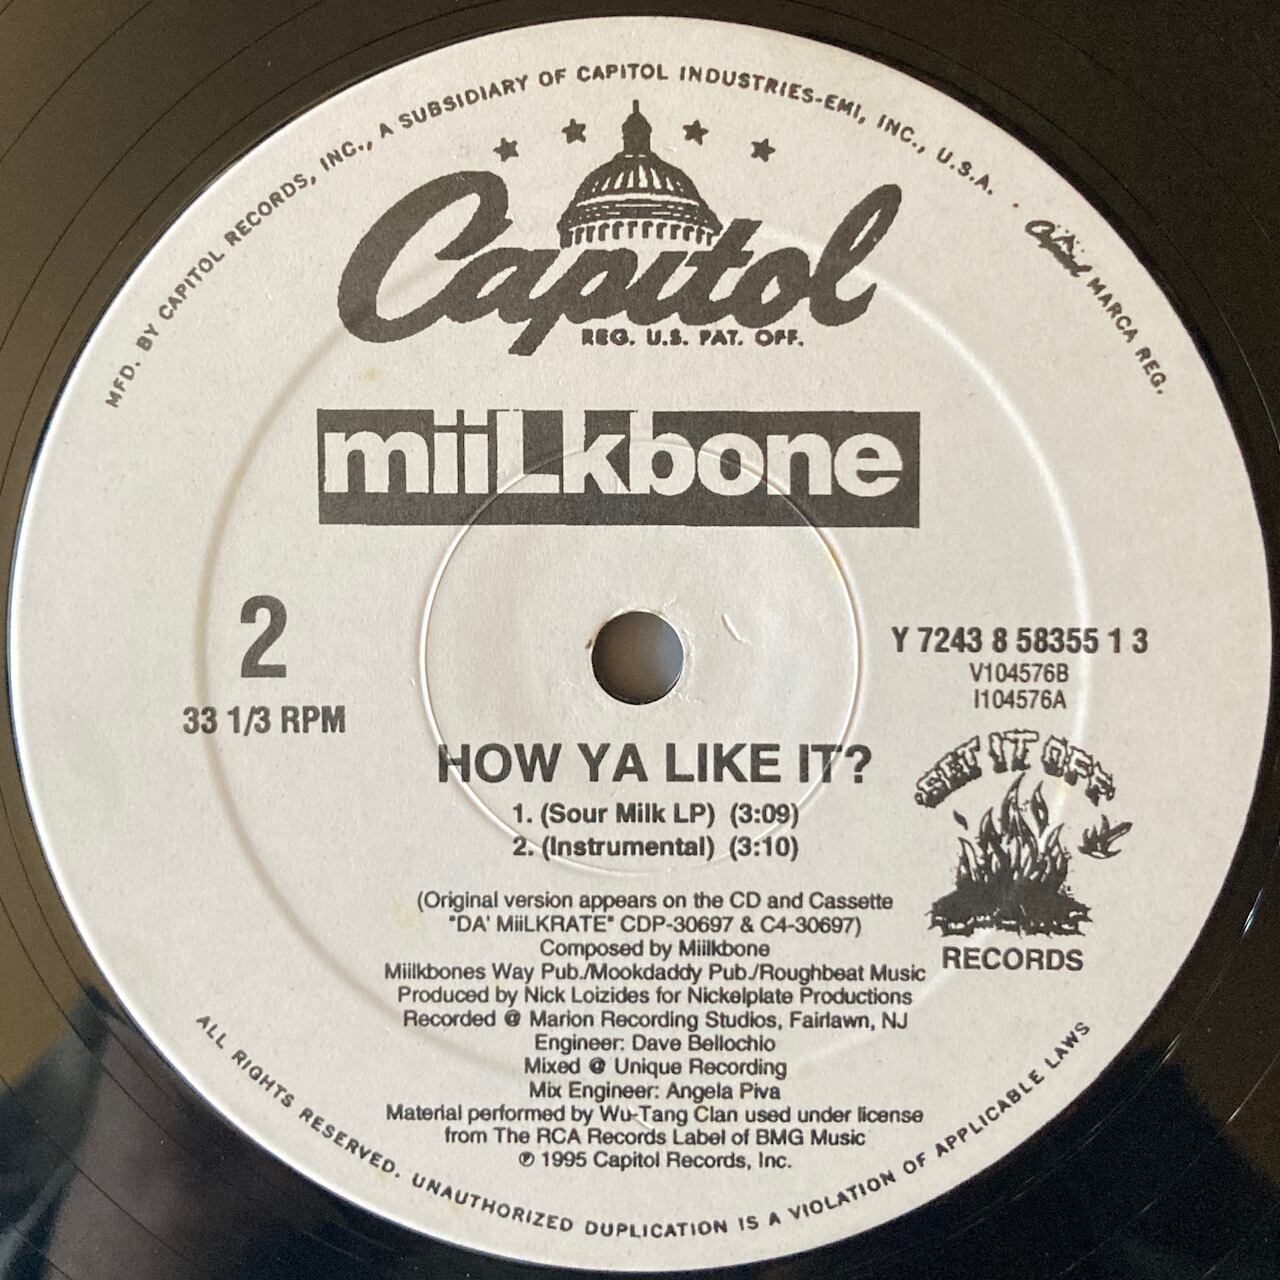 MFD. BY CAPITOL RECORDS, INC., A SUBSIDIARY OF CAPITOL INDUSTRIES-EMI, INC., U.S.A. · Capitol MARCA REG.
Capitol
REG. U.S. PAT. OFF.
miiLkbone
2
33 1/3 RPM
Y 7243 8 58355 1 3
V104576B
I104576A
GET IT OFF
RECORDS
HOW YA LIKE IT?
1. (Sour Milk LP) (3:09)
2. (Instrumental) (3:10)
(Original version appears on the CD and Cassette
"DA' MiiLKRATE" CDP-30697 & C4-30697)
Composed by Miilkbone
Miilkbones Way Pub./Mookdaddy Pub./Roughbeat Music
Produced by Nick Loizides for Nickelplate Productions
Recorded @ Marion Recording Studios, Fairlawn, NJ
Engineer: Dave Bellochio
Mixed @ Unique Recording
Mix Engineer: Angela Piva
Material performed by Wu-Tang Clan used under license
from The RCA Records Label of BMG Music
℗ 1995 Capitol Records, Inc.
ALL RIGHTS RESERVED. UNAUTHORIZED DUPLICATION IS A VIOLATION OF APPLICABLE LAWS